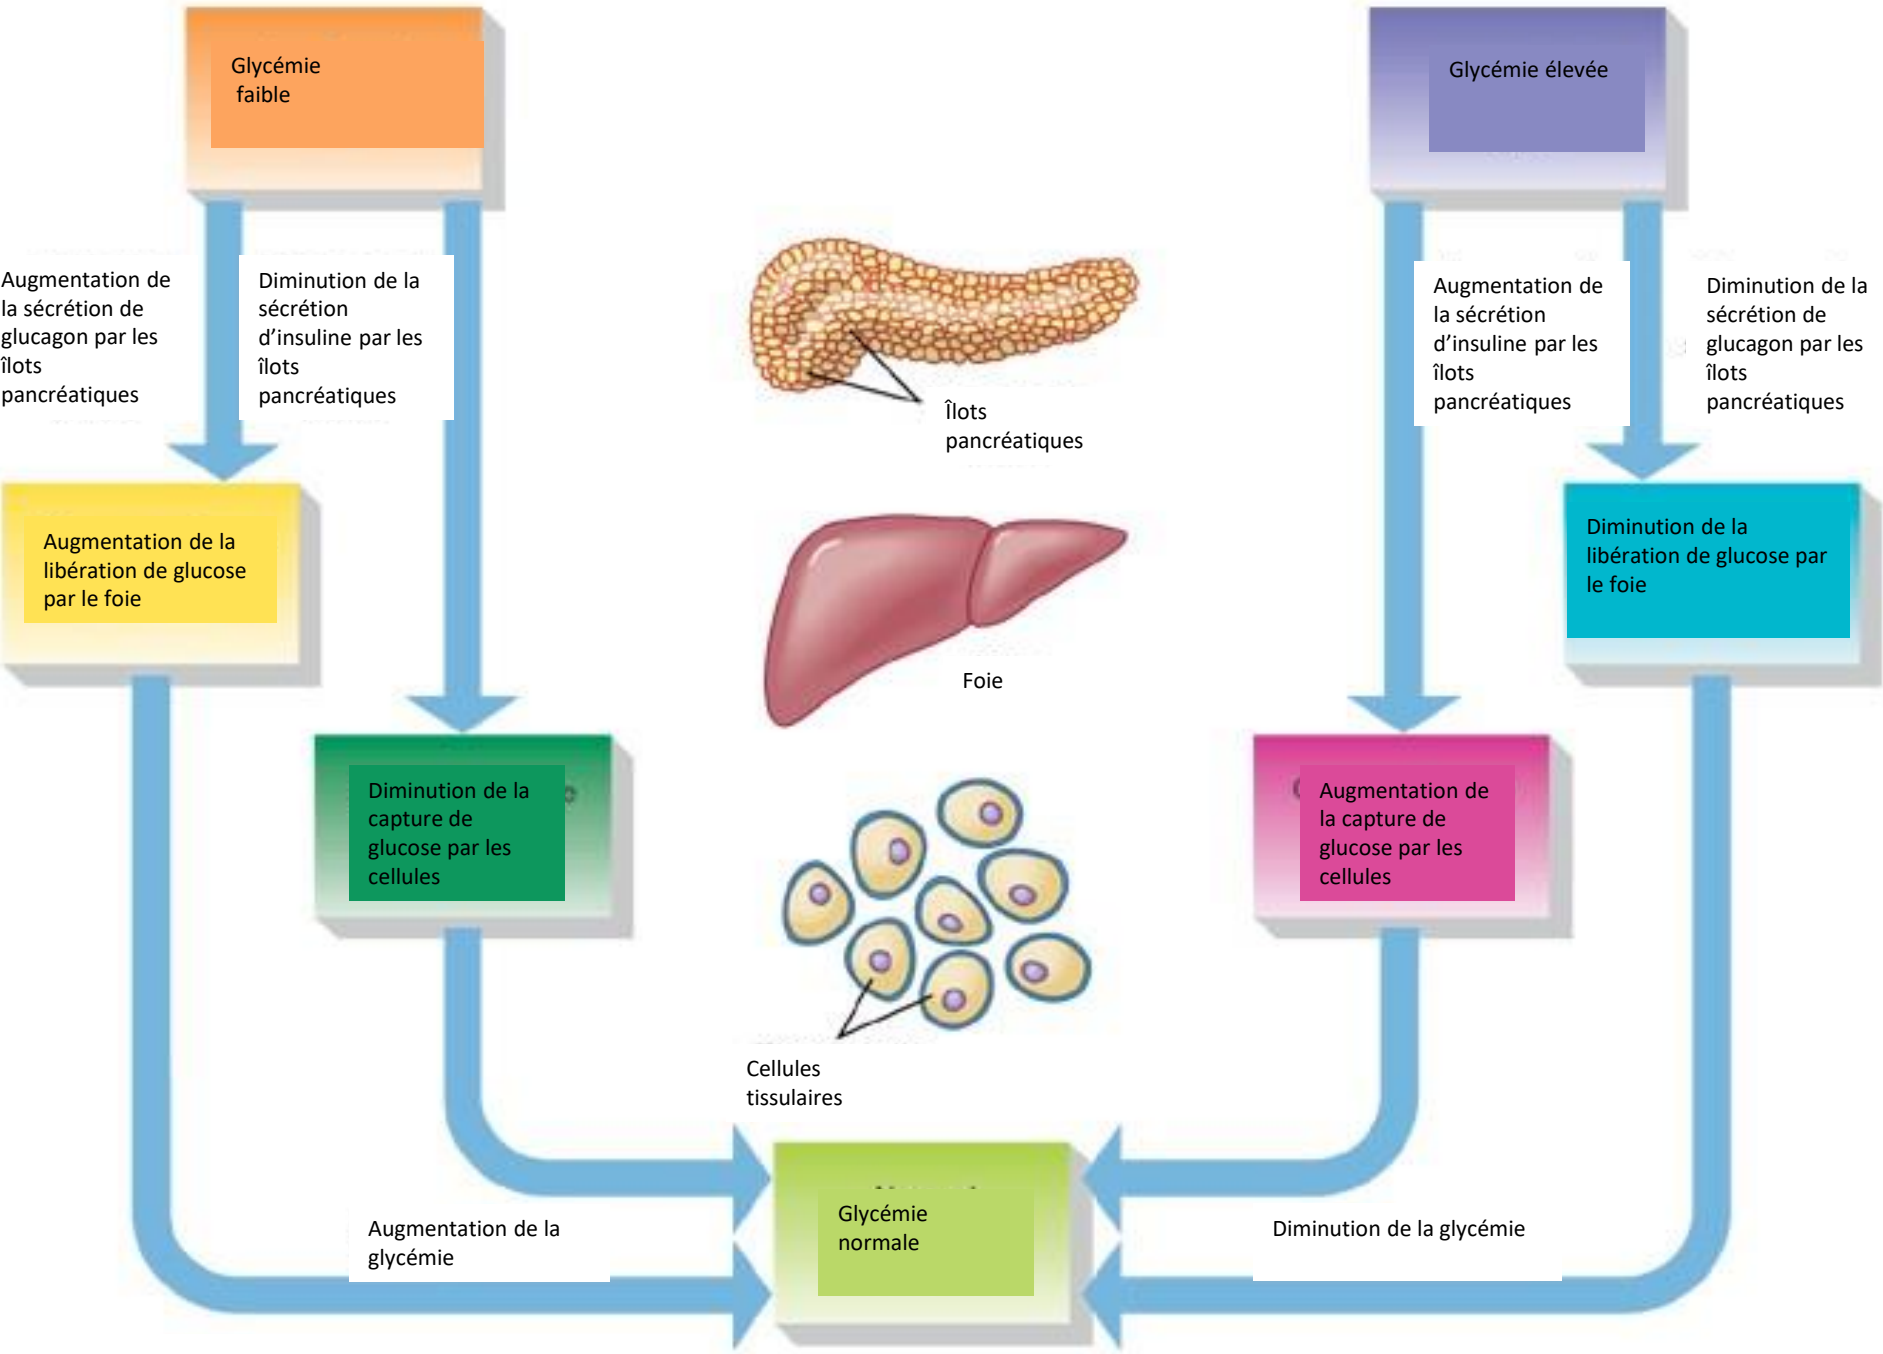 Glycémie
faible
Glycémie élevée
Augmentation de
la sécrétion de
glucagon par les
îlots
pancréatiques
Diminution de la
sécrétion
d’insuline par les
îlots
pancréatiques
Augmentation de
la sécrétion
d’insuline par les
îlots
pancréatiques
Diminution de la
sécrétion de
glucagon par les
îlots
pancréatiques
Îlots
pancréatiques
Augmentation de la
libération de glucose
par le foie
Diminution de la
libération de glucose par
le foie
Foie
Diminution de la
capture de
glucose par les
cellules
Augmentation de
la capture de
glucose par les
cellules
Cellules
tissulaires
Augmentation de la
glycémie
Glycémie
normale
Diminution de la glycémie